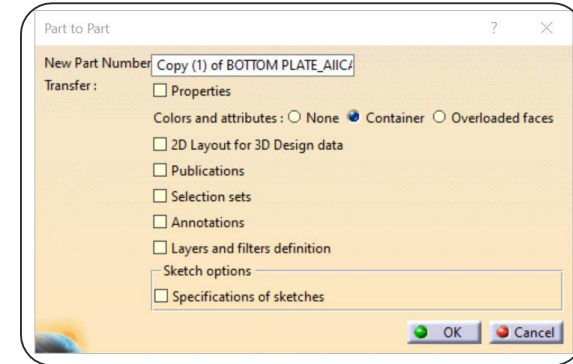 Part to Part
New Part Number Copy (1) of BOTTOM PLATE_AIICA
Transfer :
Properties
Colors and attributes : None Container Overloaded faces
2D Layout for 3D Design data
Publications
Selection sets
Annotations
Layers and filters definition
Sketch options
Specifications of sketches
OK Cancel